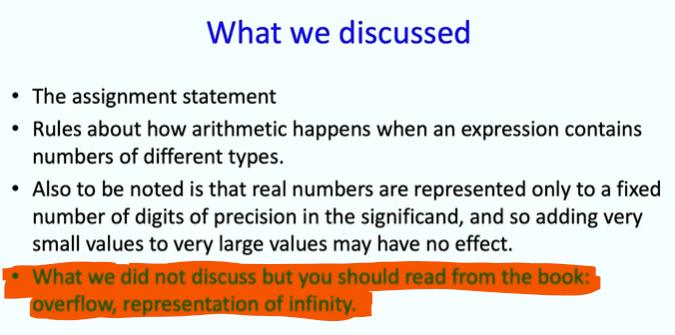 What we discussed
• The assignment statement
• Rules about how arithmetic happens when an expression contains
numbers of different types.
• Also to be noted is that real numbers are represented only to a fixed
number of digits of precision in the significand, and so adding very
small values to very large values may have no effect.
• What we did not discuss but you should read from the book:
overflow, representation of infinity.